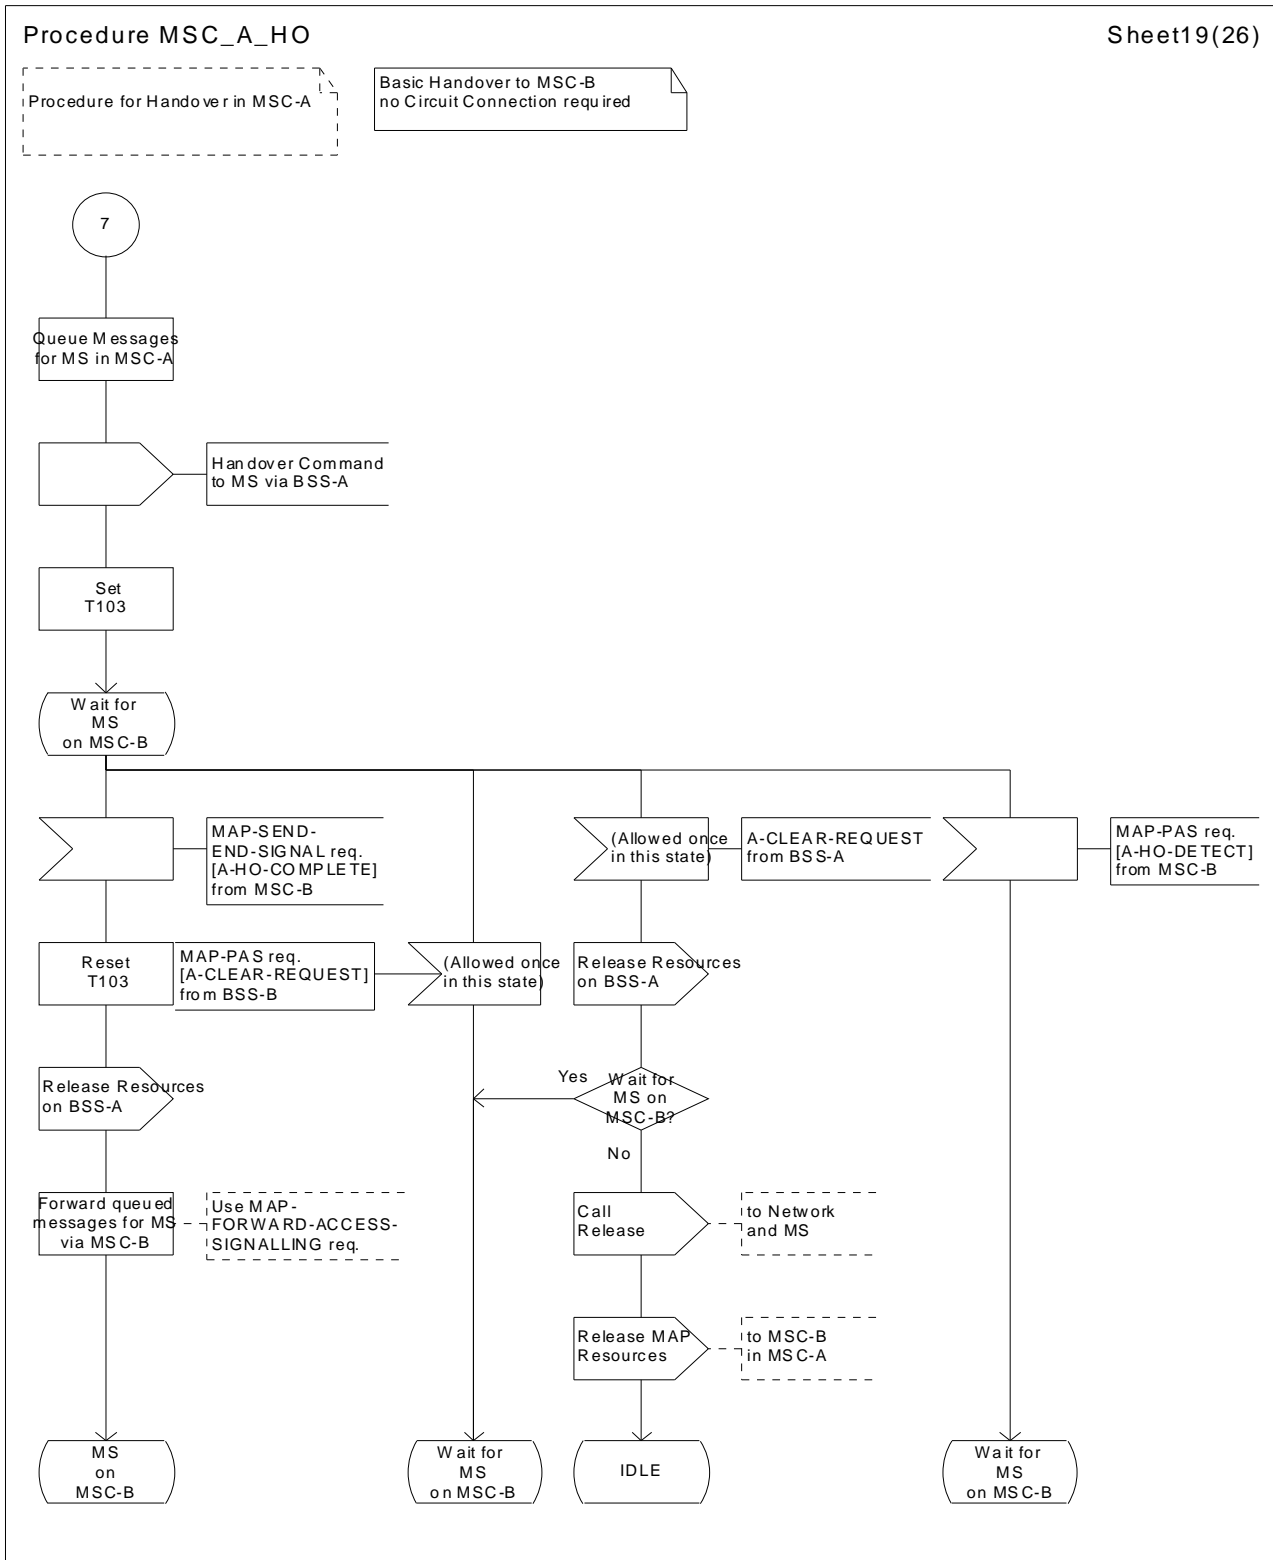 Procedure MSC_A_HO
Sheet19(26)
Procedure for Handover in MSC-A
Basic Handover to MSC-B
no Circuit Connection required
7
Queue Messages
for MS in MSC-A
Handover Command
to MS via BSS-A
Set
T103
Wait for
MS
on MSC-B
MAP-SEND-
END-SIGNAL req.
[A-HO-COMPLETE]
from MSC-B
(Allowed once
in this state)
A-CLEAR-REQUEST
from BSS-A
MAP-PAS req.
[A-HO-DETECT]
from MSC-B
Reset
T103
MAP-PAS req.
[A-CLEAR-REQUEST]
from BSS-B
(Allowed once
in this state)
Release Resources
on BSS-A
Release Resources
on BSS-A
Yes
Wait for
MS on
MSC-B?
No
Forward queued
messages for MS
via MSC-B
Use MAP-
FORWARD-ACCESS-
SIGNALLING req.
Call
Release
to Network
and MS
Release MAP
Resources
to MSC-B
in MSC-A
MS
on
MSC-B
Wait for
MS
on MSC-B
IDLE
Wait for
MS
on MSC-B